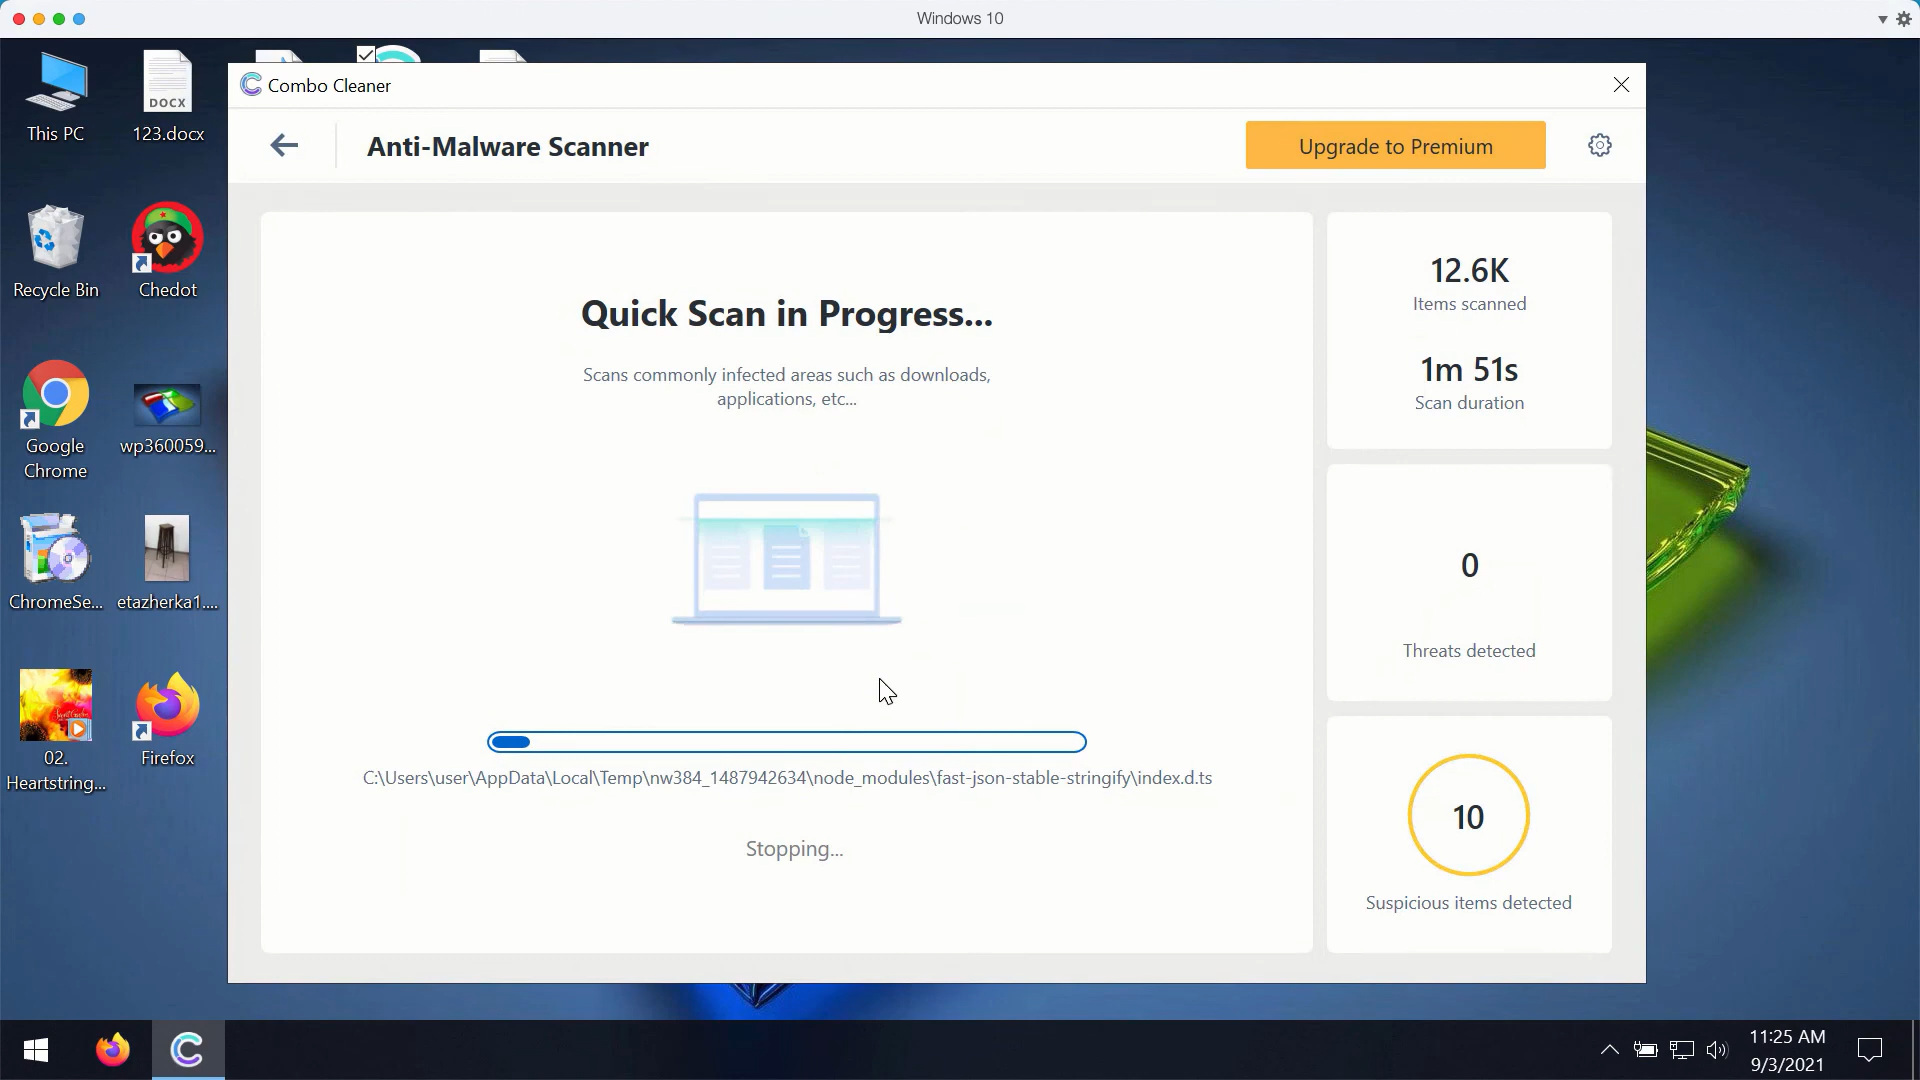 Windows 10
This PC
DOCX
123.docx
Combo Cleaner
Anti-Malware Scanner
Upgrade to Premium
Recycle Bin
Chedot
Quick Scan in Progress...
Scans commonly infected areas such as downloads,
applications, etc...
12.6K
Items scanned
1m 51s
Scan duration
Google
Chrome
wp360059...
0
Threats detected
ChromeSe...
etazherka1....
02.
Heartstring...
Firefox
C:\Users\user\AppData\Local\Temp\nw384_1487942634\node_modules\fast-json-stable-stringify\index.d.ts
Stopping...
10
Suspicious items detected
11:25 AM
9/3/2021